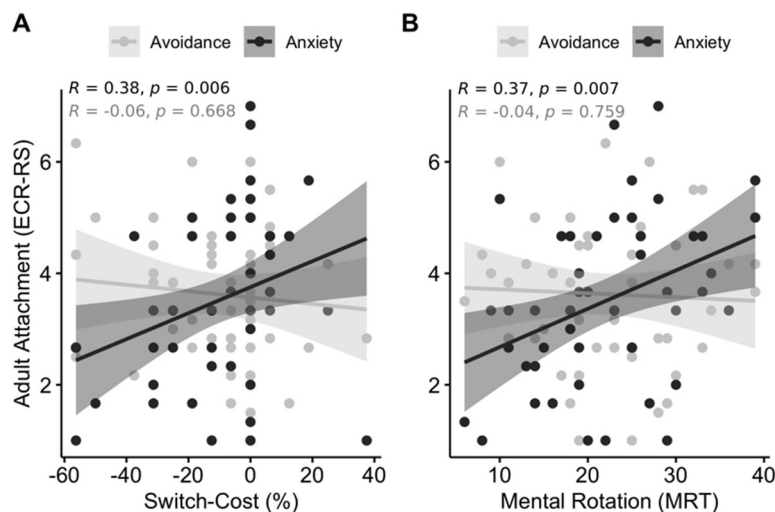 A
Avoidance
Anxiety
R = 0.38, p = 0.006
R = -0.06, p = 0.668
6
4
2
-60
-40
-20
0
20
40
Adult Attachment (ECR-RS)
Switch-Cost (%)
B
Avoidance
Anxiety
R = 0.37, p = 0.007
R = -0.04, p = 0.759
6
4
2
10
20
30
40
Mental Rotation (MRT)